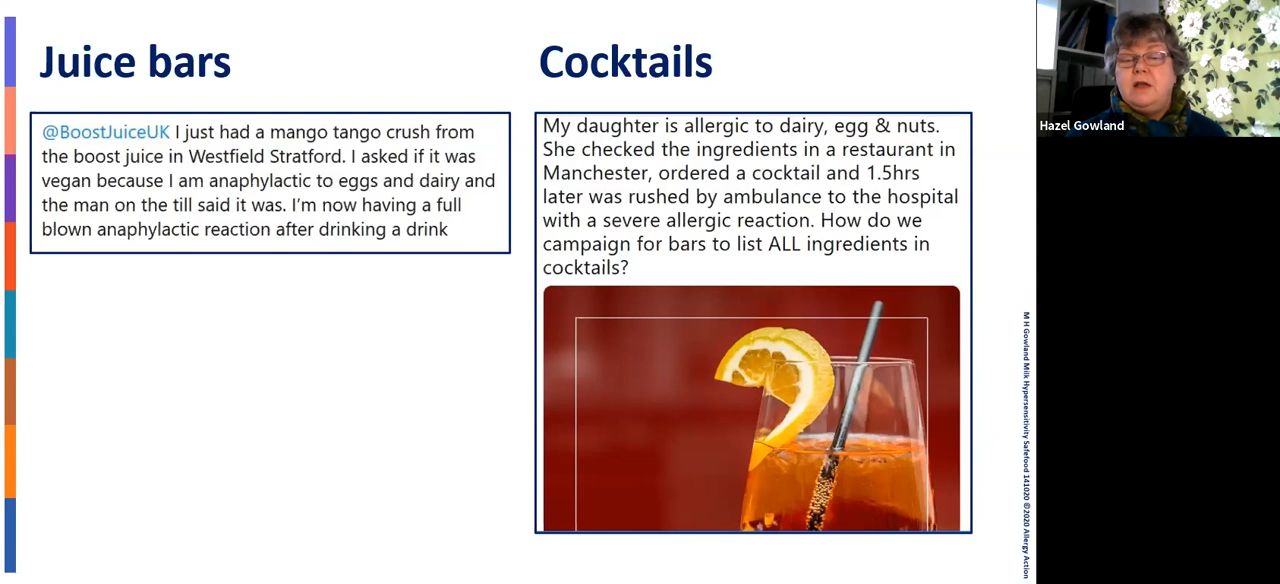 Juice bars
@BoostJuiceUK I just had a mango tango crush from
the boost juice in Westfield Stratford. I asked if it was
vegan because I am anaphylactic to eggs and dairy and
the man on the till said it was. I'm now having a full
blown anaphylactic reaction after drinking a drink
Cocktails
My daughter is allergic to dairy, egg & nuts.
She checked the ingredients in a restaurant in
Manchester, ordered a cocktail and 1.5hrs
later was rushed by ambulance to the hospital
with a severe allergic reaction. How do we
campaign for bars to list ALL ingredients in
cocktails?
Hazel Gowland
M H Gowland Milk Hypersensitivity Safefood 141020 ©2020 Allergy Action